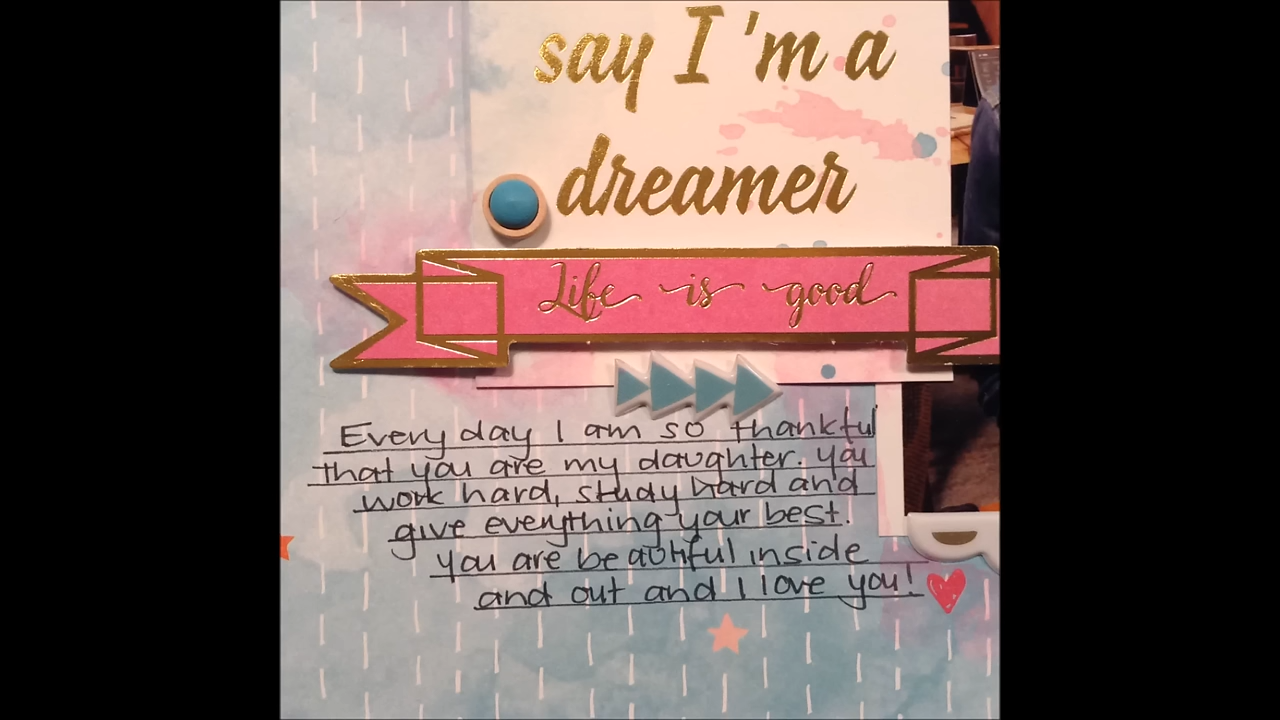 say I'm a
dreamer
Life is good
Every day I am so thankful
that you are my daughter. you
work hard, study hard and
give everything your best.
you are beautiful inside
and out and I love you!